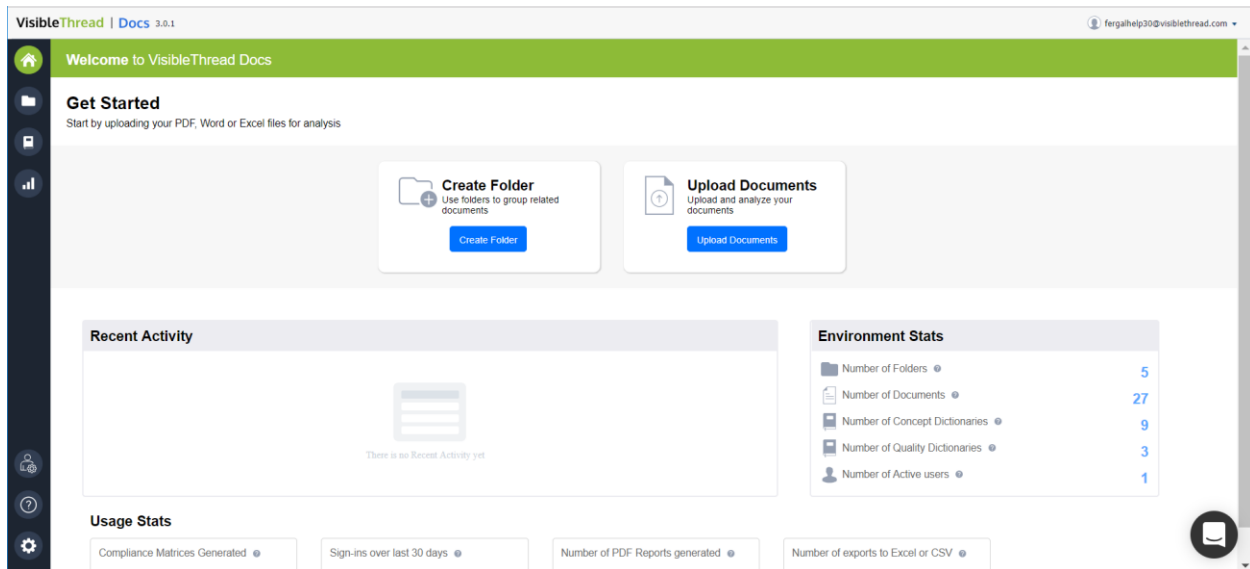 VisibleThread | Docs 3.0.1
fergalhelp30@visiblethread.com
Welcome to VisibleThread Docs
Get Started
Start by uploading your PDF, Word or Excel files for analysis
Create Folder
Use folders to group related
documents
Create Folder
Upload Documents
Upload and analyze your
documents
Upload Documents
Recent Activity
There is no Recent Activity yet
Environment Stats
Number of Folders 5
Number of Documents 27
Number of Concept Dictionaries 9
Number of Quality Dictionaries 3
Number of Active users 1
Usage Stats
Compliance Matrices Generated
Sign-ins over last 30 days
Number of PDF Reports generated
Number of exports to Excel or CSV